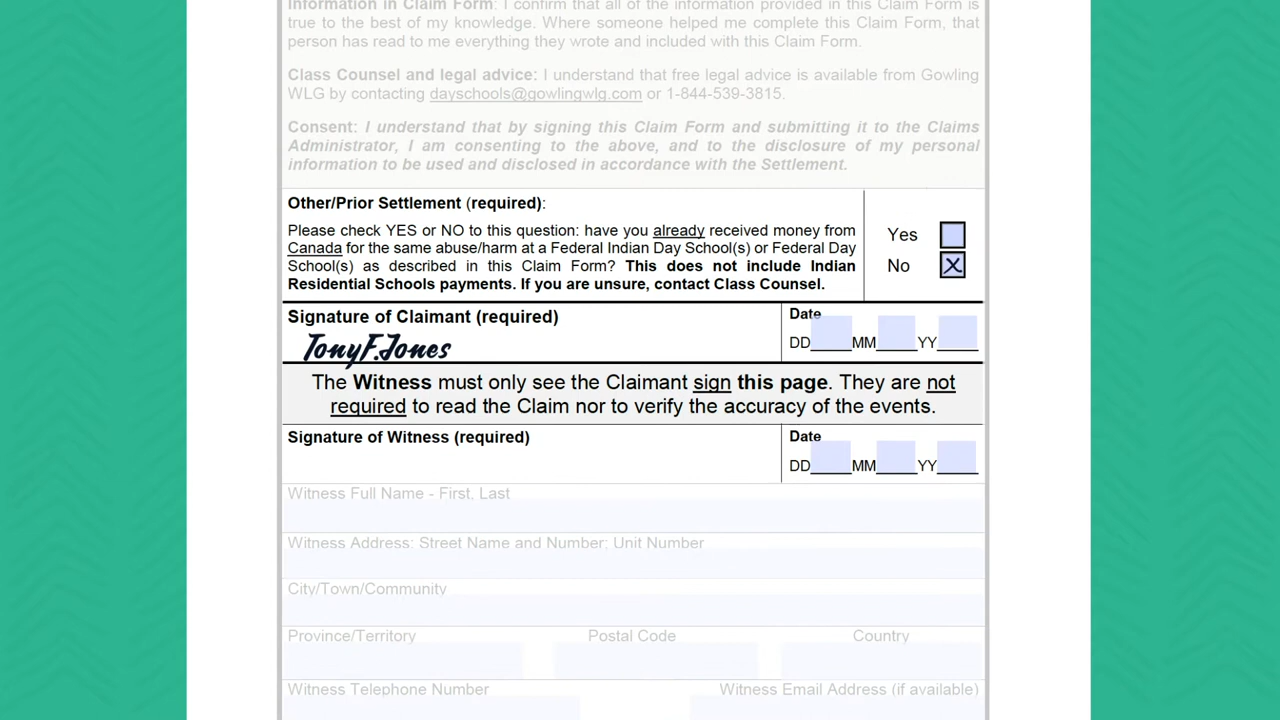 Information in Claim Form: I confirm that all of the information provided in this Claim Form is
true to the best of my knowledge. Where someone helped me complete this Claim Form, that
person has read to me everything they wrote and included with this Claim Form.
Class Counsel and legal advice: I understand that free legal advice is available from Gowling
WLG by contacting dayschools@gowlingwlg.com or 1-844-539-3815.
Consent: I understand that by signing this Claim Form and submitting it to the Claims
Administrator, I am consenting to the above, and to the disclosure of my personal
information to be used and disclosed in accordance with the Settlement.
Other/Prior Settlement (required):
Please check YES or NO to this question: have you already received money from
Canada for the same abuse/harm at a Federal Indian Day School(s) or Federal Day
School(s) as described in this Claim Form? This does not include Indian
Residential Schools payments. If you are unsure, contact Class Counsel.
Yes
No X
Signature of Claimant (required)
Tony F. Jones
Date
DD MM YY
The Witness must only see the Claimant sign this page. They are not
required to read the Claim nor to verify the accuracy of the events.
Signature of Witness (required)
Date
DD MM YY
Witness Full Name - First, Last
Witness Address: Street Name and Number; Unit Number
City/Town/Community
Province/Territory Postal Code Country
Witness Telephone Number Witness Email Address (if available)